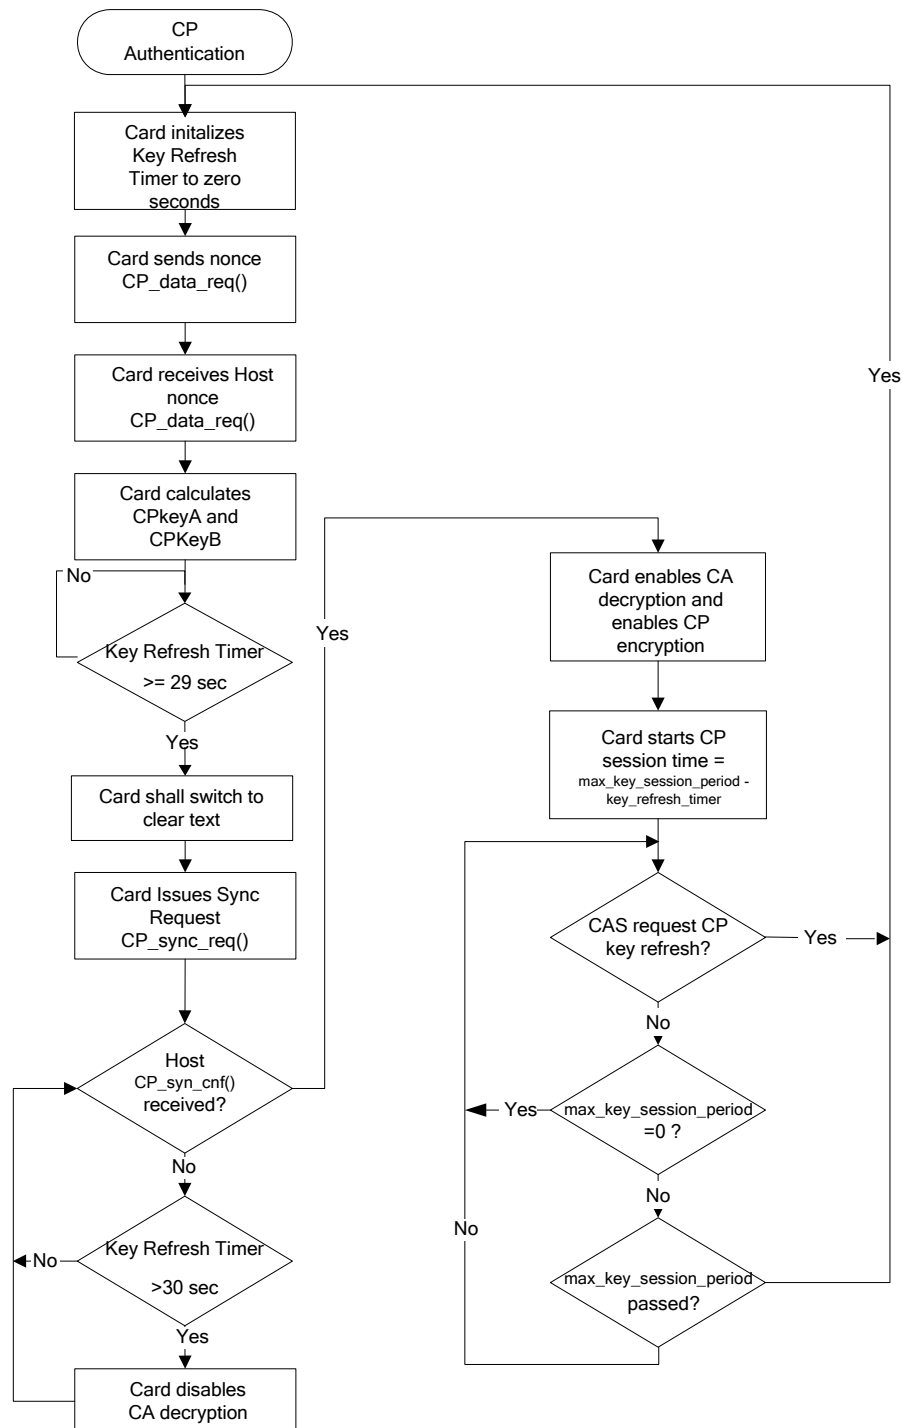 CP
Authentication
Card initalizes
Key Refresh
Timer to zero
seconds
Card sends nonce
CP_data_req()
Card receives Host
nonce
CP_data_req()
Card calculates
CPkeyA and
CPKeyB
No
Key Refresh Timer
>= 29 sec
Yes
Card shall switch to
clear text
Card Issues Sync
Request
CP_sync_req()
Host
CP_syn_cnf()
received?
Yes
No
Key Refresh Timer
>30 sec
No
Yes
Card disables
CA decryption
Card enables CA
decryption and
enables CP
encryption
Card starts CP
session time =
max_key_session_period -
key_refresh_timer
CAS request CP
key refresh?
Yes
No
max_key_session_period
=0 ?
Yes
No
max_key_session_period
passed?
No
Yes